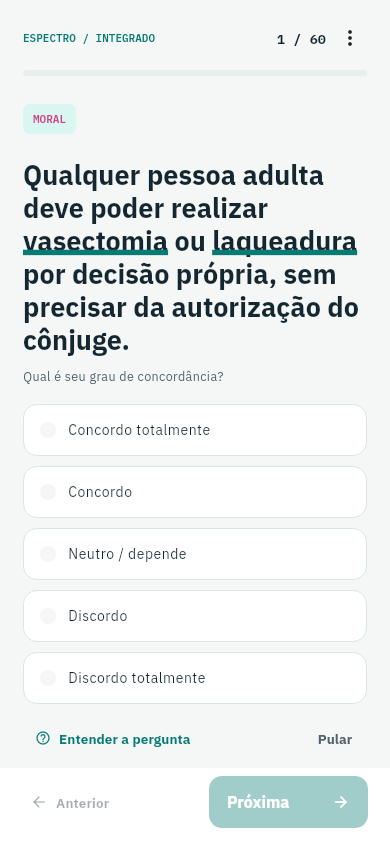 ESPECTRO / INTEGRADO
1 / 60
MORAL
Qualquer pessoa adulta
deve poder realizar
vasectomia ou laqueadura
por decisão própria, sem
precisar da autorização do
cônjuge.
Qual é seu grau de concordância?
Concordo totalmente
Concordo
Neutro / depende
Discordo
Discordo totalmente
Entender a pergunta
Pular
Anterior
Próxima